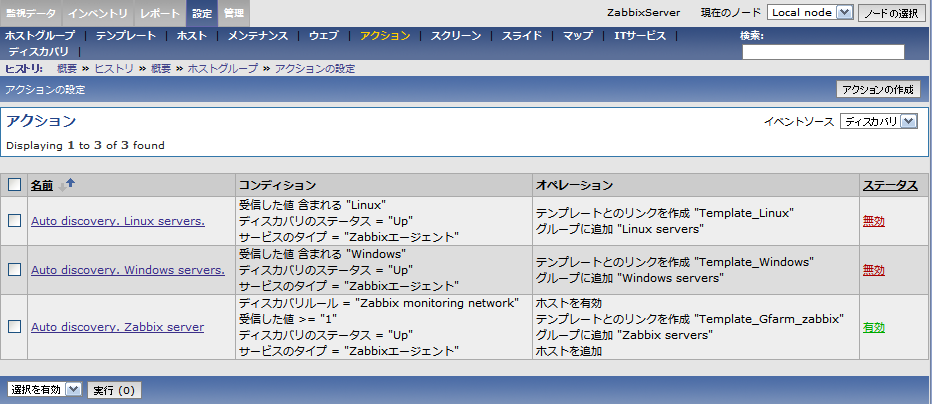 監視データ インベントリ レポート 設定 管理 ZabbixServer 現在のノード Local node ノードの選択
ホストグループ | テンプレート | ホスト | メンテナンス | ウェブ | アクション | スクリーン | スライド | マップ | ITサービス | 検索:
ディスカバリ |
ヒストリ: 概要 » ヒストリ » 概要 » ホストグループ » アクションの設定
アクションの設定 アクションの作成
アクション イベントソース ディスカバリ
Displaying 1 to 3 of 3 found
名前 コンディション オペレーション ステータス
Auto discovery. Linux servers.
受信した値 含まれる "Linux"
ディスカバリのステータス = "Up"
サービスのタイプ = "Zabbixエージェント"
テンプレートとのリンクを作成 "Template_Linux"
グループに追加 "Linux servers"
無効
Auto discovery. Windows servers.
受信した値 含まれる "Windows"
ディスカバリのステータス = "Up"
サービスのタイプ = "Zabbixエージェント"
テンプレートとのリンクを作成 "Template_Windows"
グループに追加 "Windows servers"
無効
Auto discovery. Zabbix server
ディスカバリルール = "Zabbix monitoring network"
受信した値 >= "1"
ディスカバリのステータス = "Up"
サービスのタイプ = "Zabbixエージェント"
ホストを有効
テンプレートとのリンクを作成 "Template_Gfarm_zabbix"
グループに追加 "Zabbix servers"
ホストを追加
有効
選択を有効 実行 (0)